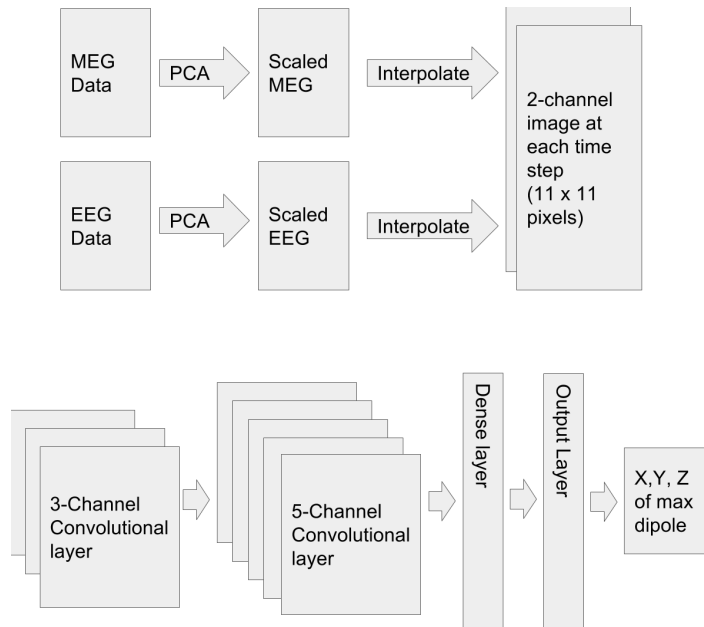 MEG
Data
PCA
Scaled
MEG
Interpolate
2-channel
image at
each time
step
(11 x 11
pixels)
EEG
Data
PCA
Scaled
EEG
Interpolate
3-Channel
Convolutional
layer
5-Channel
Convolutional
layer
Dense layer
Output Layer
X,Y, Z
of max
dipole